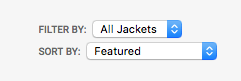 FILTER BY: All Jackets
SORT BY: Featured